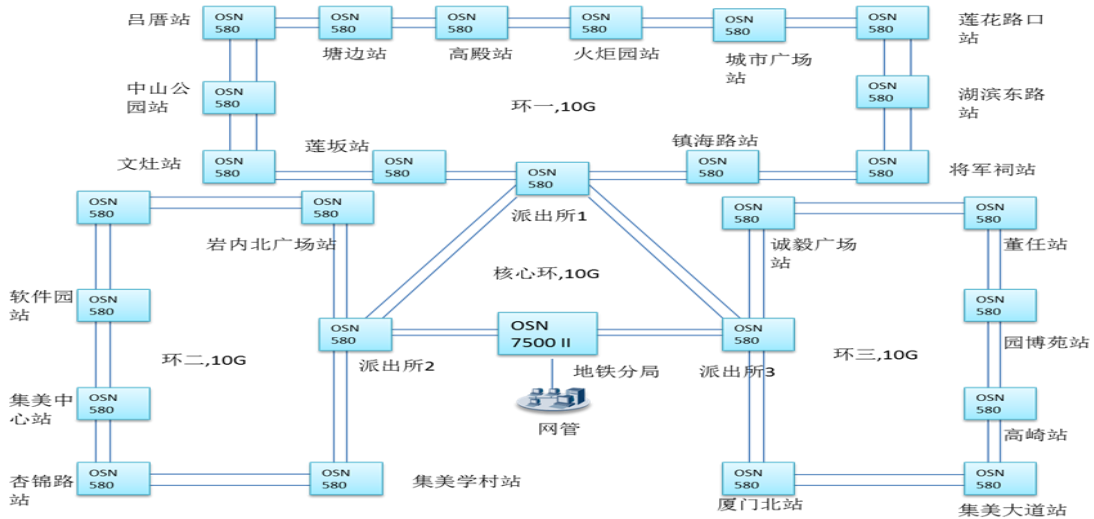 吕厝站
OSN
580
OSN
580
塘边站
OSN
580
高殿站
OSN
580
火炬园站
OSN
580
城市广场
站
OSN
580
莲花路口
站
中山公
园站
OSN
580
环一,10G
OSN
580
湖滨东路
站
文灶站
OSN
580
莲坂站
OSN
580
OSN
580
派出所1
镇海路站
OSN
580
OSN
580
将军祠站
OSN
580
OSN
580
岩内北广场站
OSN
580
诚毅广场
站
OSN
580
董任站
核心环,10G
软件园
站
OSN
580
环二,10G
OSN
580
派出所2
OSN
7500 II
地铁分局
网管
OSN
580
派出所3
环三,10G
OSN
580
园博苑站
集美中
心站
OSN
580
OSN
580
高崎站
杏锦路
站
OSN
580
OSN
580
集美学村站
OSN
580
厦门北站
OSN
580
集美大道站